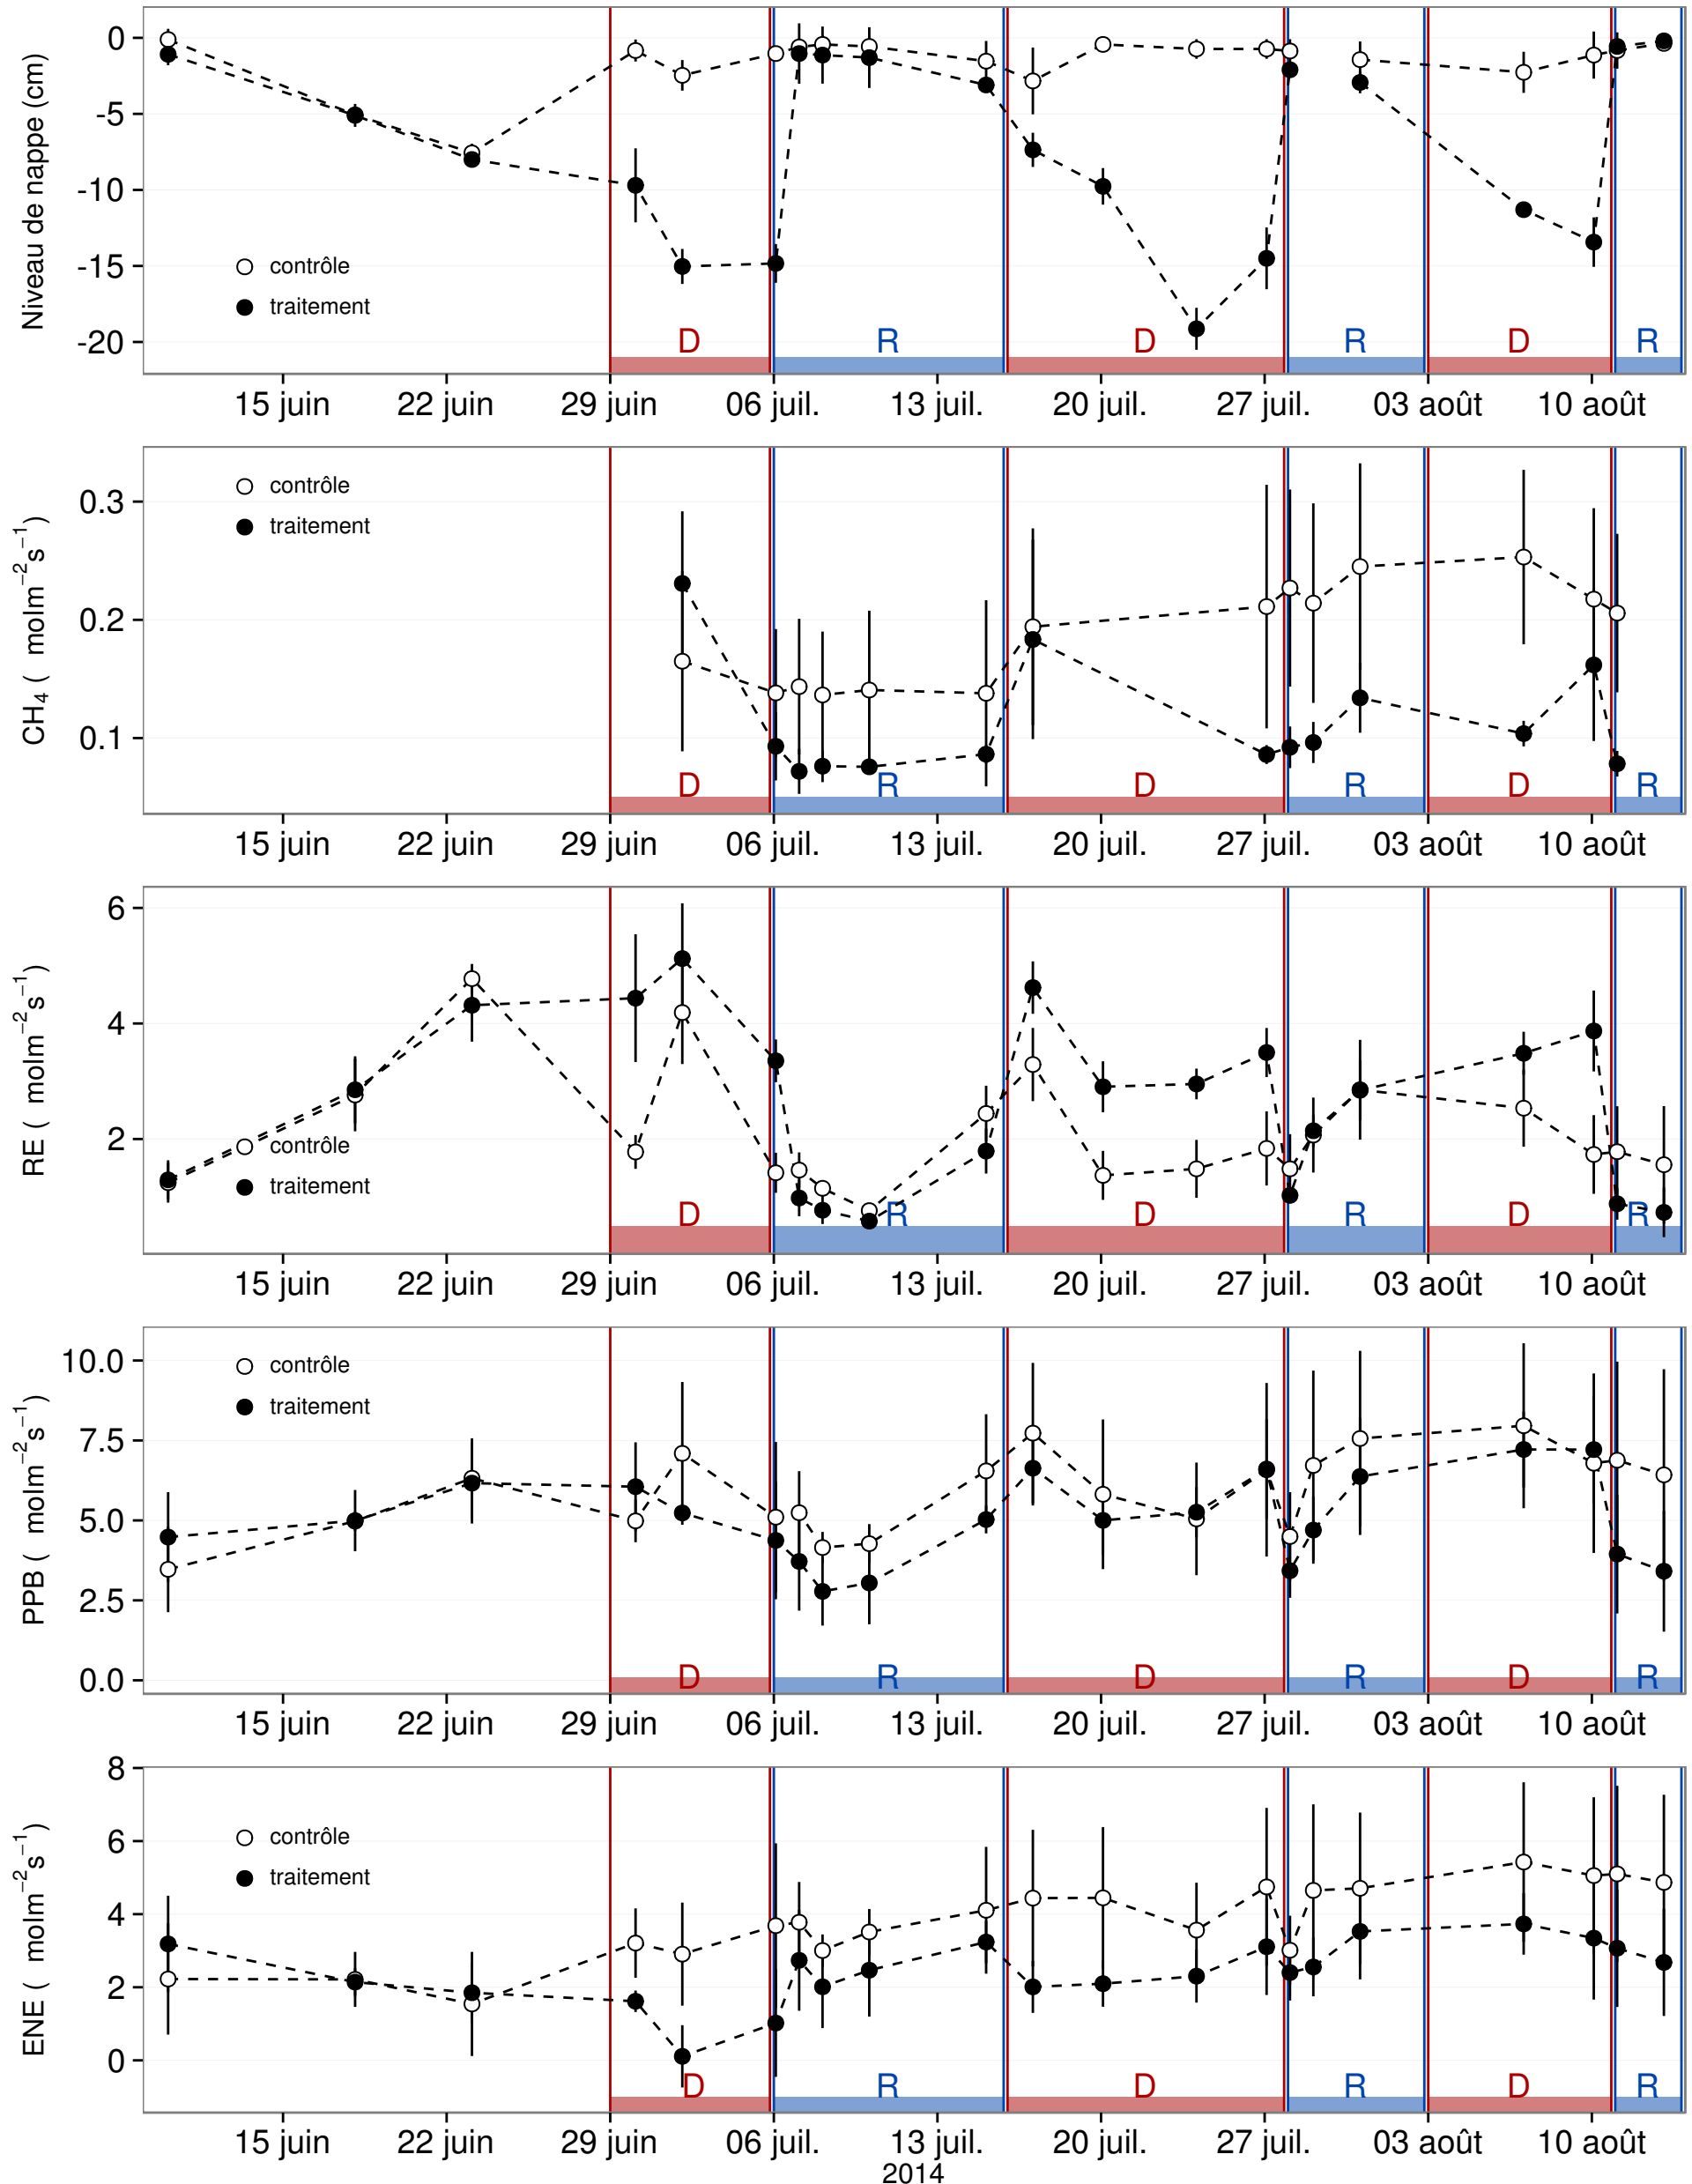 Niveau de nappe (cm)
0
-5
-10
-15
-20
contrôle
traitement
D R D R D R
15 juin 22 juin 29 juin 06 juil. 13 juil. 20 juil. 27 juil. 03 août 10 août
CH₄ ( molm⁻²s⁻¹)
0.3
0.2
0.1
contrôle
traitement
D R D R D R
15 juin 22 juin 29 juin 06 juil. 13 juil. 20 juil. 27 juil. 03 août 10 août
RE ( molm⁻²s⁻¹)
6
4
2
contrôle
traitement
D R D R D R
15 juin 22 juin 29 juin 06 juil. 13 juil. 20 juil. 27 juil. 03 août 10 août
PPB ( molm⁻²s⁻¹)
10.0
7.5
5.0
2.5
0.0
contrôle
traitement
D R D R D R
15 juin 22 juin 29 juin 06 juil. 13 juil. 20 juil. 27 juil. 03 août 10 août
ENE ( molm⁻²s⁻¹)
8
6
4
2
0
contrôle
traitement
D R D R D R
15 juin 22 juin 29 juin 06 juil. 13 juil. 20 juil. 27 juil. 03 août 10 août
2014